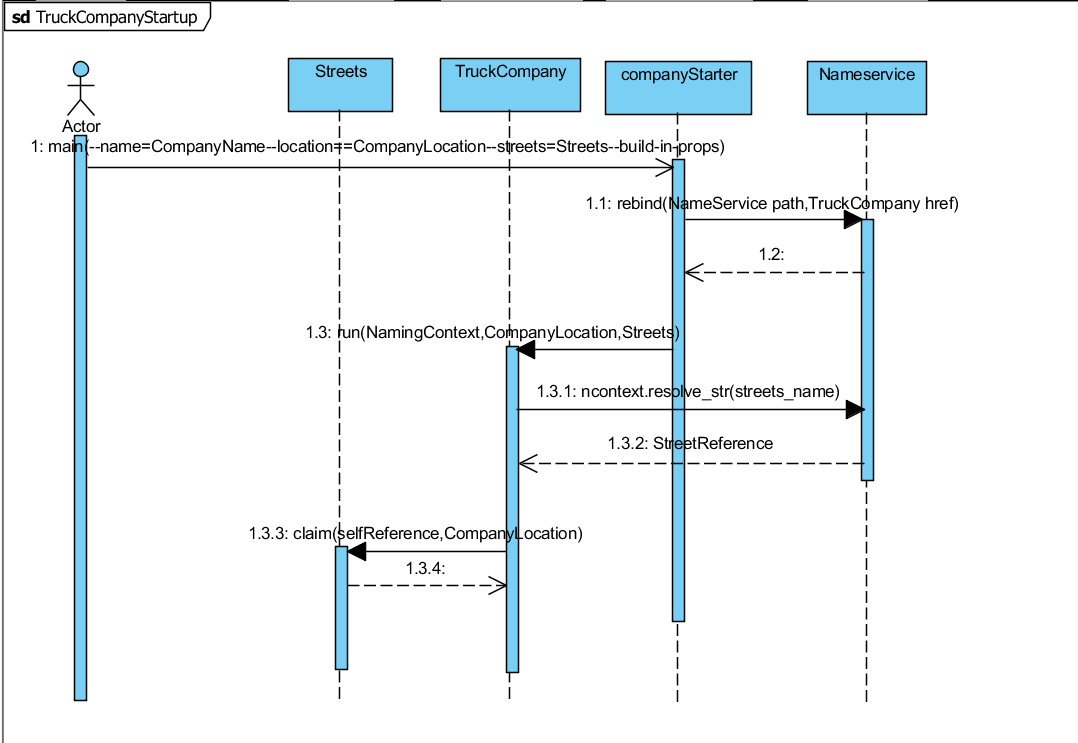 sd TruckCompanyStartup
Streets
TruckCompany
companyStarter
Nameservice
Actor
1: main(--name=CompanyName--location==CompanyLocation--streets=Streets--build-in-props)
1.1: rebind(NameService path,TruckCompany href)
1.2:
1.3: run(NamingContext,CompanyLocation,Streets)
1.3.1: ncontext.resolve_str(streets_name)
1.3.2: StreetReference
1.3.3: claim(selfReference,CompanyLocation)
1.3.4: